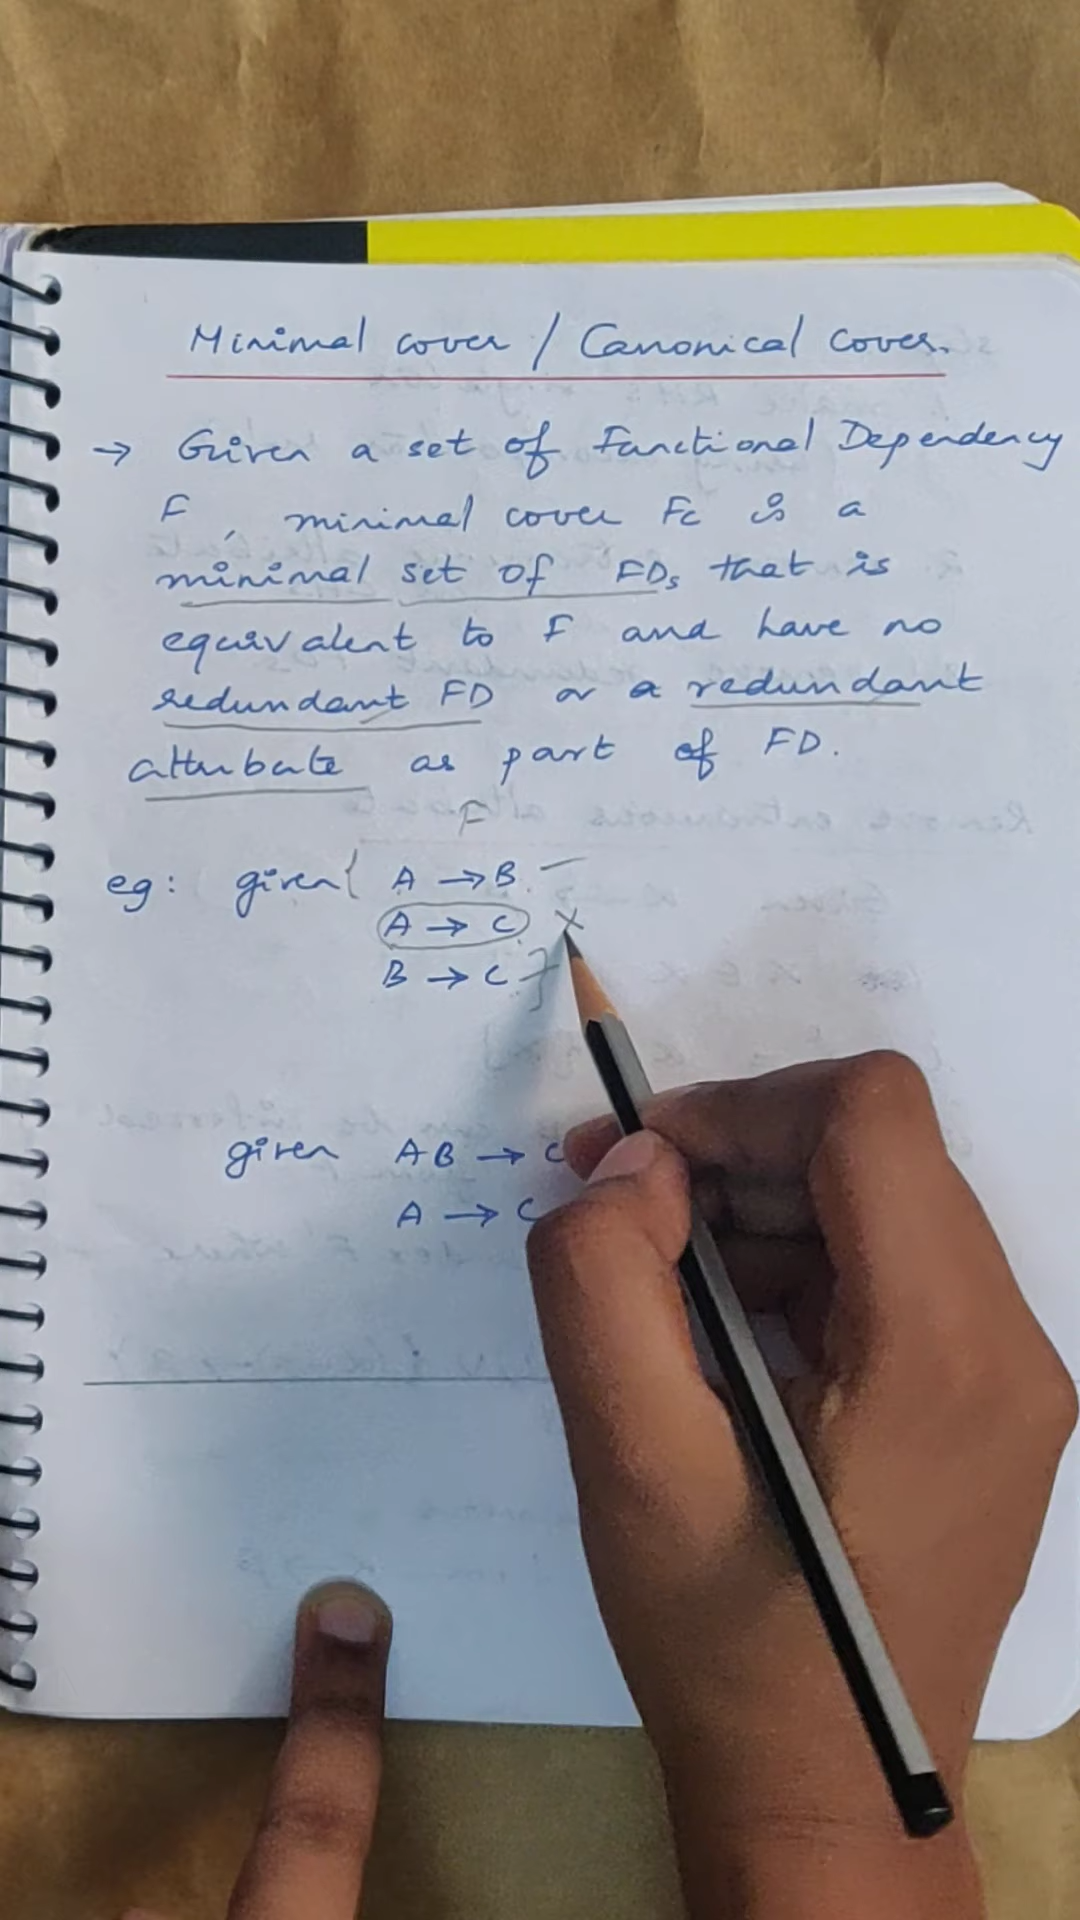 Minimal cover / Canonical cover.
→ Given a set of Functional Dependency
F, minimal cover Fc is a
minimal set of FDs that is
equivalent to F and have no
redundant FD or a redundant
attribute as part of FD.
F
eg: given { A → B
A → C ×
B → C }
given AB → C
A → C